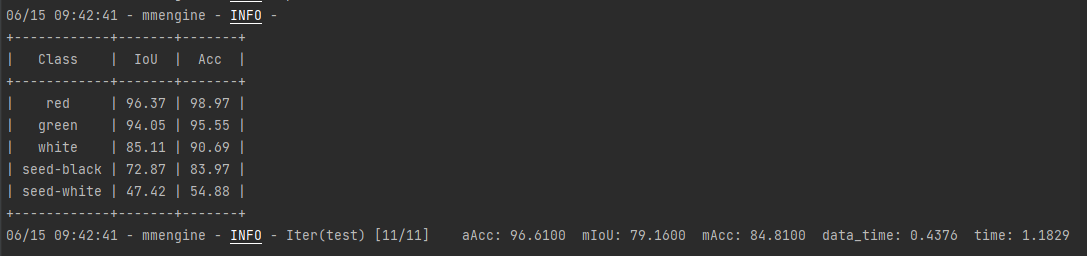 06/15 09:42:41 - mmengine - INFO -
+------------+-------+-------+
|   Class    |  IoU  |  Acc  |
+------------+-------+-------+
|    red     | 96.37 | 98.97 |
|   green    | 94.05 | 95.55 |
|   white    | 85.11 | 90.69 |
| seed-black | 72.87 | 83.97 |
| seed-white | 47.42 | 54.88 |
+------------+-------+-------+
06/15 09:42:41 - mmengine - INFO - Iter(test) [11/11]    aAcc: 96.6100  mIoU: 79.1600  mAcc: 84.8100  data_time: 0.4376  time: 1.1829